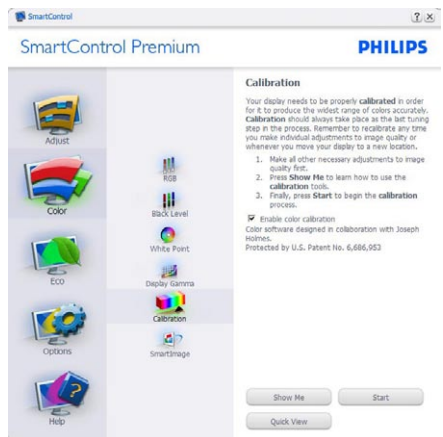 SmartControl
SmartControl Premium
PHILIPS
Adjust
Color
Eco
Options
Help
RGB
Black Level
White Point
Display Gamma
Calibration
SmartImage
Calibration
Your display needs to be properly calibrated in order
for it to produce the widest range of colors accurately.
Calibration should always take place as the last tuning
step in the process. Remember to recalibrate any time
you make individual adjustments to image quality or
whenever you move your display to a new location.
1. Make all other necessary adjustments to image
quality first.
2. Press Show Me to learn how to use the
calibration tools.
3. Finally, press Start to begin the calibration
process.
Enable color calibration
Color software designed in collaboration with Joseph
Holmes.
Protected by U.S. Patent No. 6,686,953
Show Me
Start
Quick View